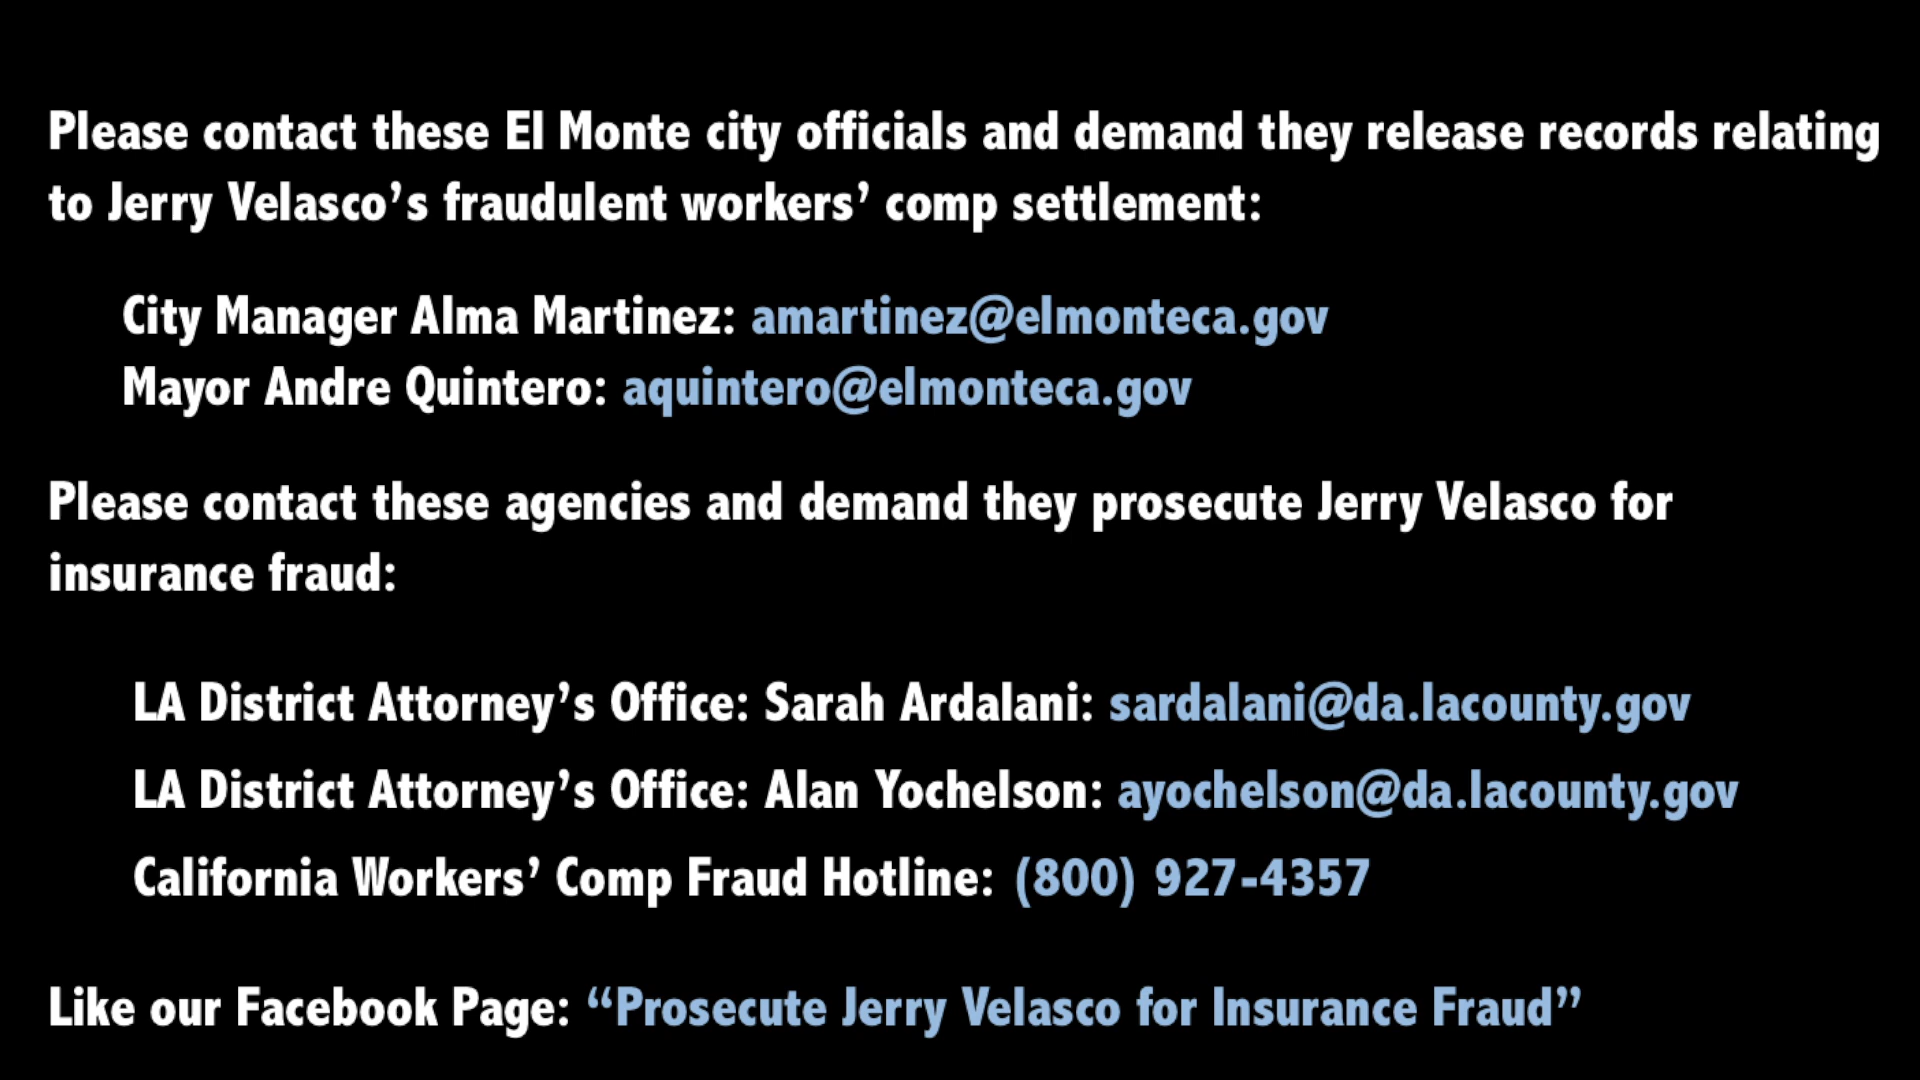 Please contact these El Monte city officials and demand they release records relating
to Jerry Velasco’s fraudulent workers’ comp settlement:
City Manager Alma Martinez: amartinez@elmonteca.gov
Mayor Andre Quintero: aquintero@elmonteca.gov
Please contact these agencies and demand they prosecute Jerry Velasco for
insurance fraud:
LA District Attorney’s Office: Sarah Ardalani: sardalani@da.lacounty.gov
LA District Attorney’s Office: Alan Yochelson: ayochelson@da.lacounty.gov
California Workers’ Comp Fraud Hotline: (800) 927-4357
Like our Facebook Page: “Prosecute Jerry Velasco for Insurance Fraud”